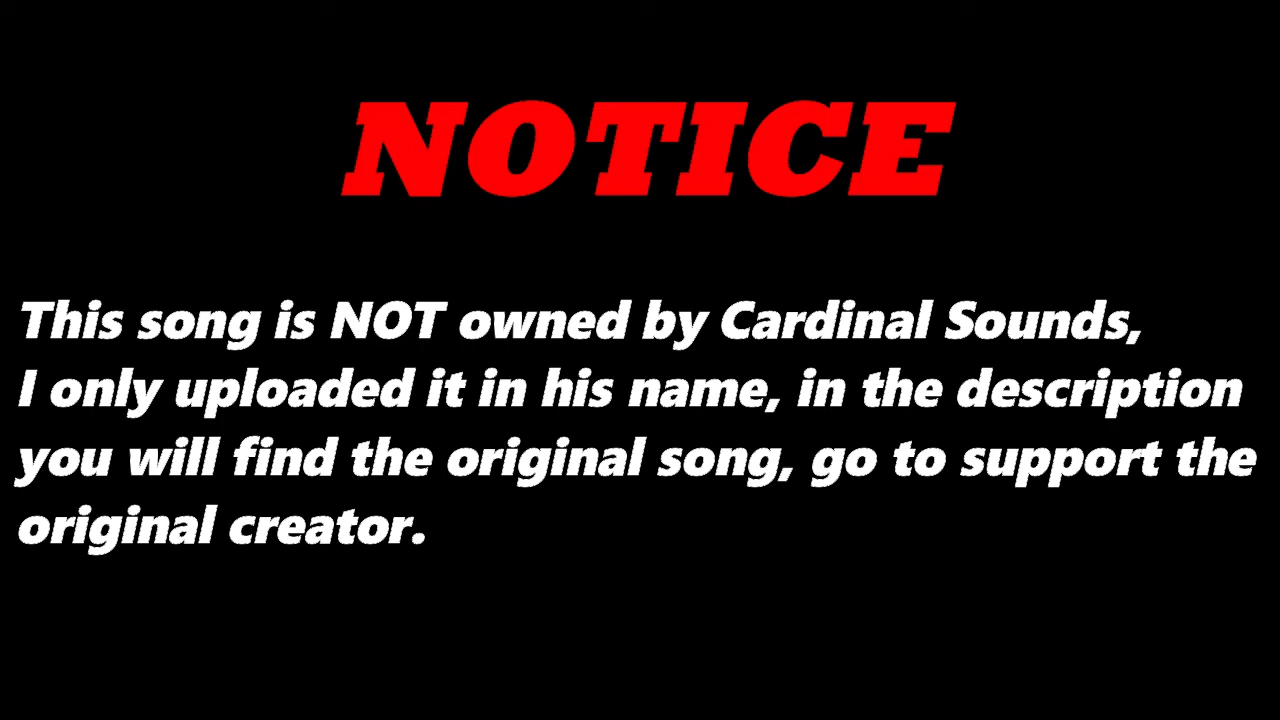 NOTICE
This song is NOT owned by Cardinal Sounds,
I only uploaded it in his name, in the description
you will find the original song, go to support the
original creator.